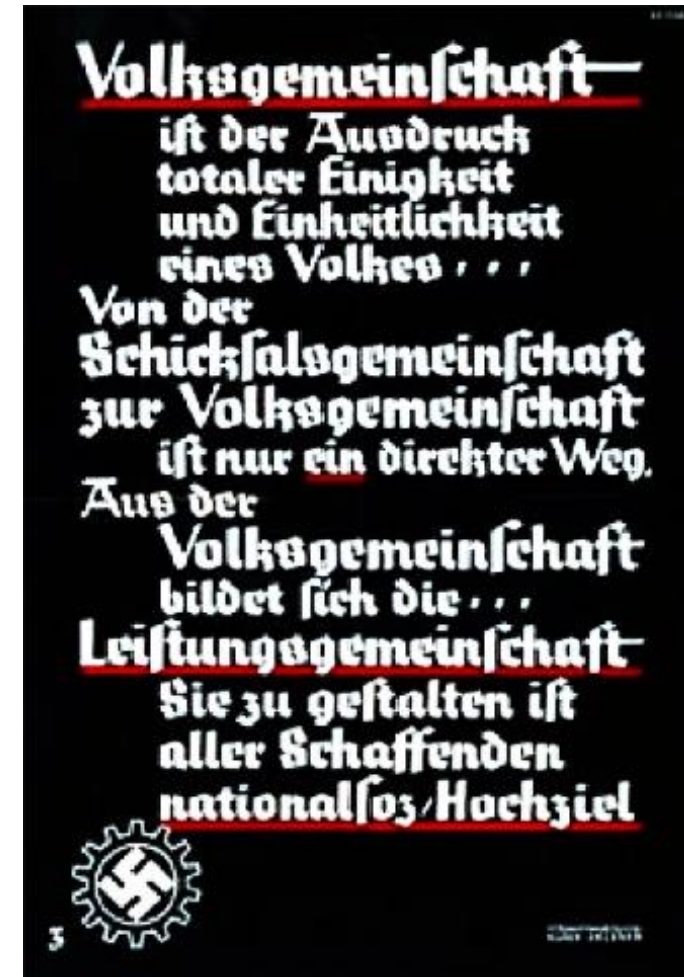 Volksgemeinschaft
ist der Ausdruck
totaler Einigkeit
und Einheitlichkeit
eines Volkes . . .
Von der
Schicksalsgemeinschaft
zur Volksgemeinschaft
ist nur ein direkter Weg.
Aus der
Volksgemeinschaft
bildet sich die . . .
Leistungsgemeinschaft
Sie zu gestalten ist
aller Schaffenden
nationalsoz/Hochziel
3